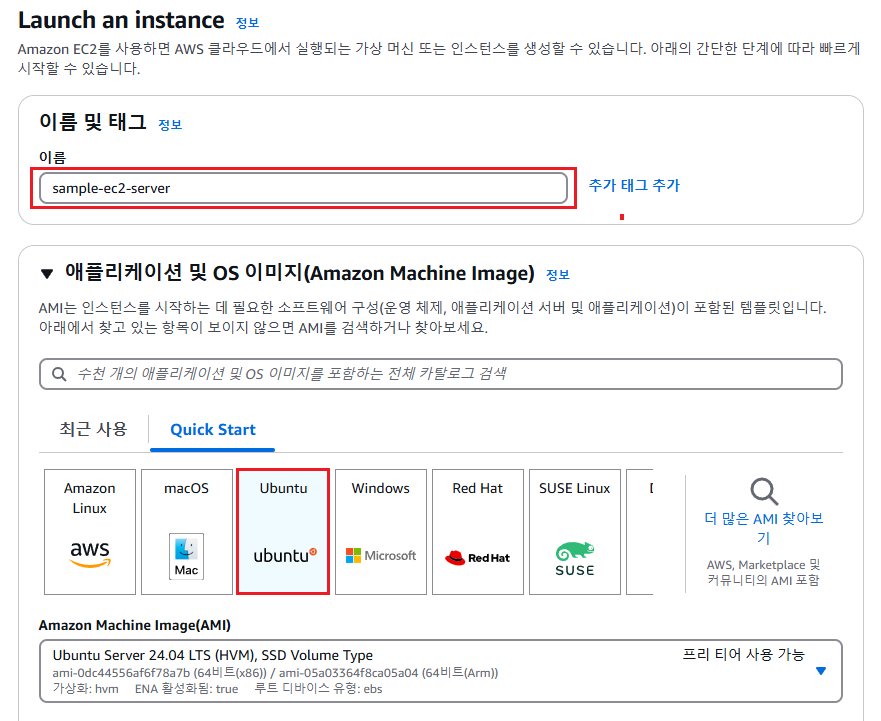 Launch an instance 정보
Amazon EC2를 사용하면 AWS 클라우드에서 실행되는 가상 머신 또는 인스턴스를 생성할 수 있습니다. 아래의 간단한 단계에 따라 빠르게
시작할 수 있습니다.
이름 및 태그 정보
이름
sample-ec2-server
추가 태그 추가
애플리케이션 및 OS 이미지(Amazon Machine Image) 정보
AMI는 인스턴스를 시작하는 데 필요한 소프트웨어 구성(운영 체제, 애플리케이션 서버 및 애플리케이션)이 포함된 템플릿입니다.
아래에서 찾고 있는 항목이 보이지 않으면 AMI를 검색하거나 찾아보세요.
수천 개의 애플리케이션 및 OS 이미지를 포함하는 전체 카탈로그 검색
최근 사용
Quick Start
Amazon
Linux
aws
macOS
Mac
Ubuntu
ubuntu
Windows
Microsoft
Red Hat
Red Hat
SUSE Linux
SUSE
더 많은 AMI 찾아보
기
AWS, Marketplace 및
커뮤니티의 AMI 포함
Amazon Machine Image(AMI)
Ubuntu Server 24.04 LTS (HVM), SSD Volume Type
프리 티어 사용 가능
ami-0dc44556af6f78a7b (64비트(x86)) / ami-05a03364f8ca05a04 (64비트(Arm))
가상화: hvm ENA 활성화됨: true 루트 디바이스 유형: ebs